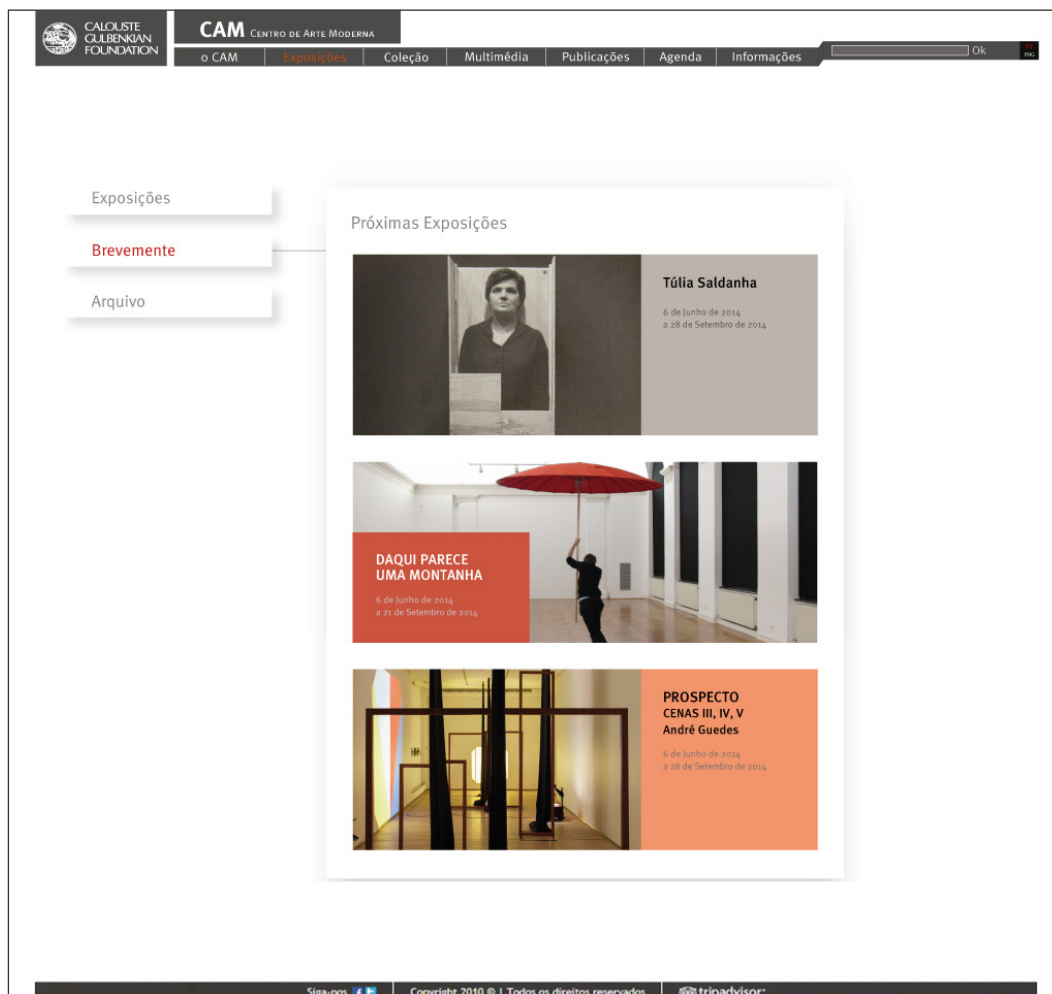 CALOUSTE
GULBENKIAN
FOUNDATION
CAM CENTRO DE ARTE MODERNA
o CAM Exposições Coleção Multimédia Publicações Agenda Informações
Ok
PT
ENG
Exposições
Brevemente
Arquivo
Próximas Exposições
Túlia Saldanha
6 de Junho de 2014
a 28 de Setembro de 2014
DAQUI PARECE
UMA MONTANHA
6 de Junho de 2014
a 21 de Setembro de 2014
PROSPECTO
CENAS III, IV, V
André Guedes
6 de Junho de 2014
a 28 de Setembro de 2014
Siga-nos
Copyright 2010 © | Todos os direitos reservados
tripadvisor